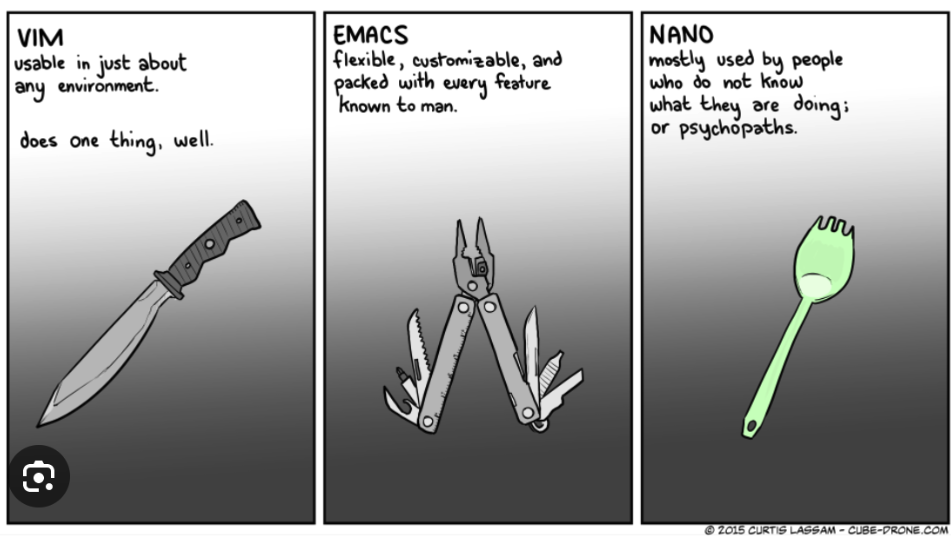 VIM
usable in just about
any environment.
does one thing, well.
EMACS
flexible, customizable, and
packed with every feature
known to man.
NANO
mostly used by people
who do not know
what they are doing;
or psychopaths.
© 2015 CURTIS LASSAM - CUBE-DRONE.COM